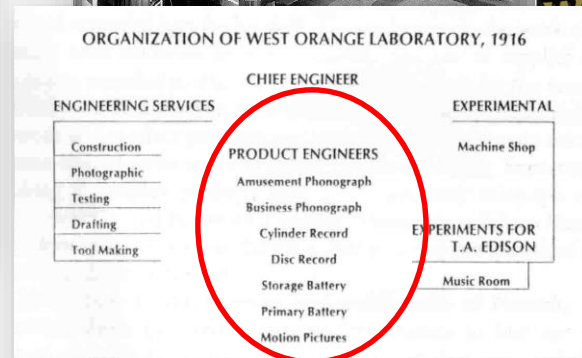 ORGANIZATION OF WEST ORANGE LABORATORY, 1916
CHIEF ENGINEER
ENGINEERING SERVICES
Construction
Photographic
Testing
Drafting
Tool Making
PRODUCT ENGINEERS
Amusement Phonograph
Business Phonograph
Cylinder Record
Disc Record
Storage Battery
Primary Battery
Motion Pictures
EXPERIMENTAL
Machine Shop
EXPERIMENTS FOR
T.A. EDISON
Music Room